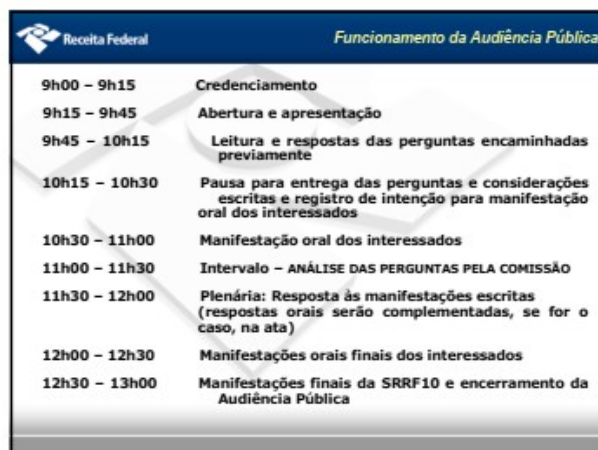 Receita Federal
Funcionamento da Audiência Pública
9h00 – 9h15 Credenciamento
9h15 – 9h45 Abertura e apresentação
9h45 – 10h15 Leitura e respostas das perguntas encaminhadas
previamente
10h15 – 10h30 Pausa para entrega das perguntas e considerações
escritas e registro de intenção para manifestação
oral dos interessados
10h30 – 11h00 Manifestação oral dos interessados
11h00 – 11h30 Intervalo – ANÁLISE DAS PERGUNTAS PELA COMISSÃO
11h30 – 12h00 Plenária: Resposta às manifestações escritas
(respostas orais serão complementadas, se for o
caso, na ata)
12h00 – 12h30 Manifestações orais finais dos interessados
12h30 – 13h00 Manifestações finais da SRRF10 e encerramento da
Audiência Pública